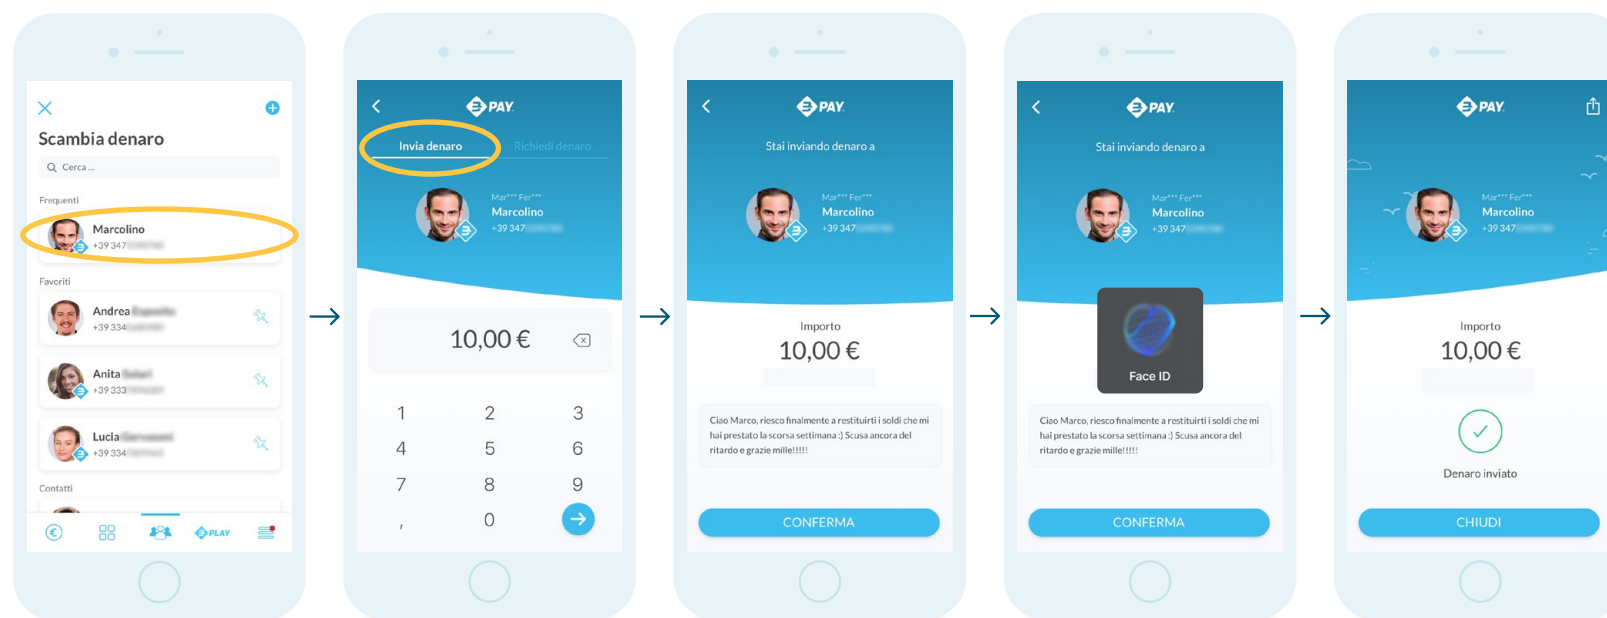 Scambia denaro
Cerca ...
Frequenti
Marcolino
+39 347
Favoriti
Andrea
+39 334
Anita
+39 333
Lucia
+39 334
Contatti
PLAY
PAY.
Invia denaro
Richiedi denaro
Mar*** Fer***
Marcolino
+39 347
10,00 €
1 2 3
4 5 6
7 8 9
, 0
PAY.
Stai inviando denaro a
Mar*** Fer***
Marcolino
+39 347
Importo
10,00 €
Ciao Marco, riesco finalmente a restituirti i soldi che mi
hai prestato la scorsa settimana :) Scusa ancora del
ritardo e grazie mille!!!!!
CONFERMA
PAY.
Stai inviando denaro a
Mar*** Fer***
Marcolino
+39 347
Face ID
Ciao Marco, riesco finalmente a restituirti i soldi che mi
hai prestato la scorsa settimana :) Scusa ancora del
ritardo e grazie mille!!!!!
CONFERMA
PAY.
Mar*** Fer***
Marcolino
+39 347
Importo
10,00 €
Denaro inviato
CHIUDI